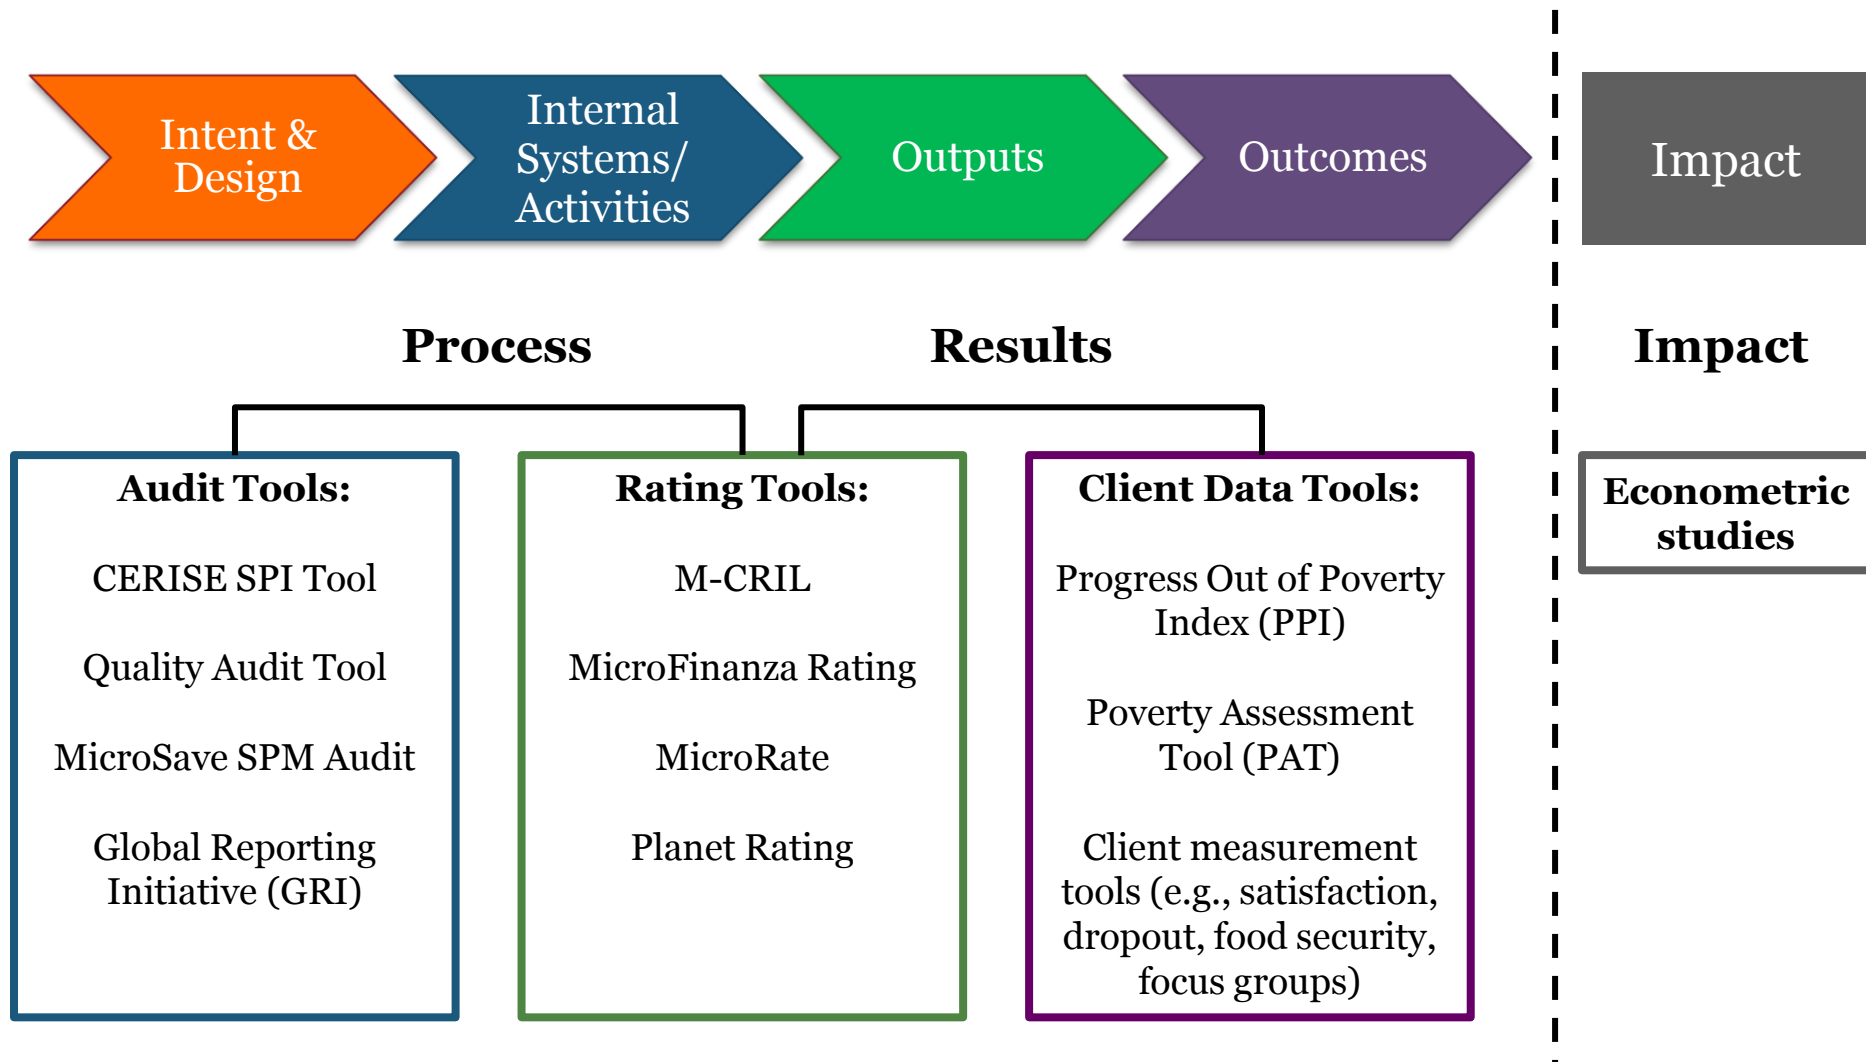 Intent &
Design
Internal
Systems/
Activities
Outputs
Outcomes
Impact
Process
Results
Impact
Audit Tools:
CERISE SPI Tool
Quality Audit Tool
MicroSave SPM Audit
Global Reporting
Initiative (GRI)
Rating Tools:
M-CRIL
MicroFinanza Rating
MicroRate
Planet Rating
Client Data Tools:
Progress Out of Poverty
Index (PPI)
Poverty Assessment
Tool (PAT)
Client measurement
tools (e.g., satisfaction,
dropout, food security,
focus groups)
Econometric
studies